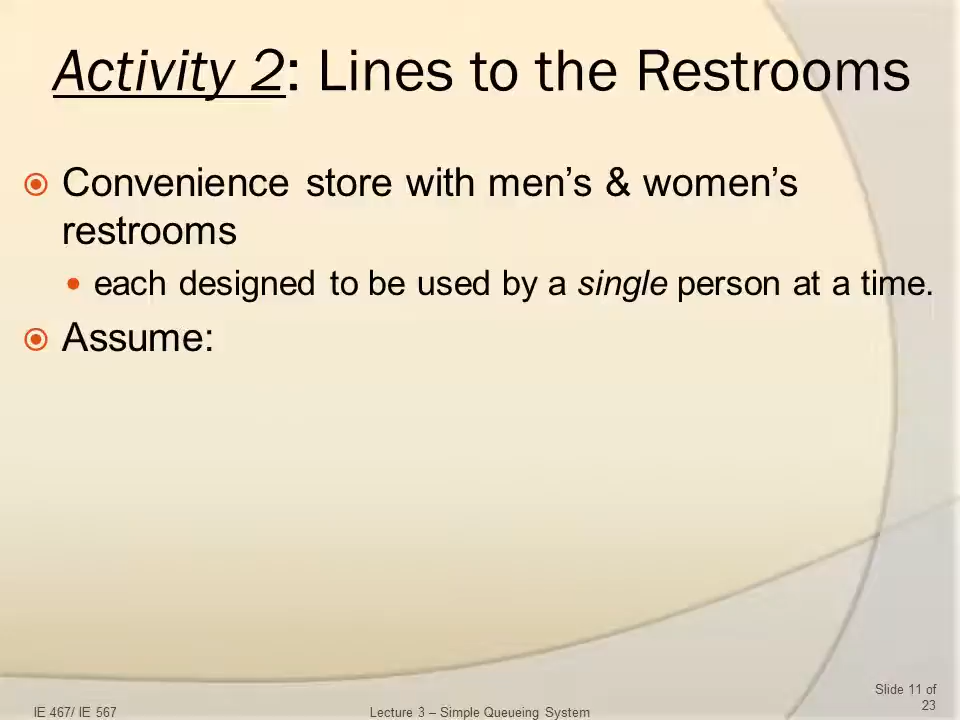 Activity 2: Lines to the Restrooms
Convenience store with men’s & women’s
restrooms
each designed to be used by a single person at a time.
Assume:
Slide 11 of
23
IE 467/ IE 567
Lecture 3 – Simple Queueing System